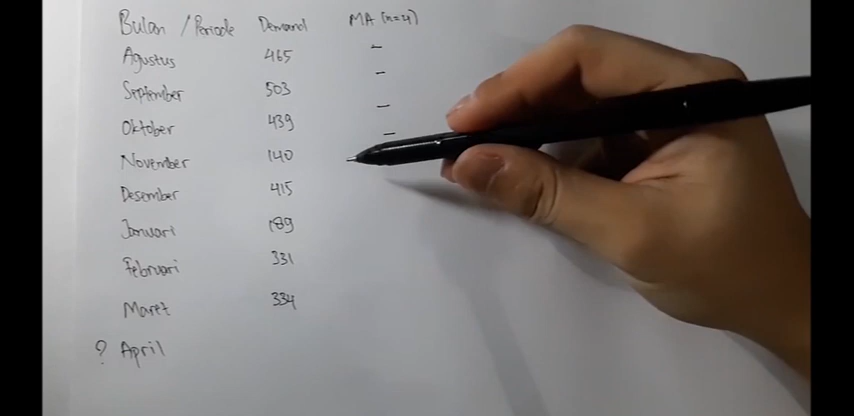 Bulan / Periode Demand MA (n=4)
Agustus 465 -
September 503 -
Oktober 439 -
November 140 -
Desember 415
Januari 189
Februari 331
Maret 334
? April